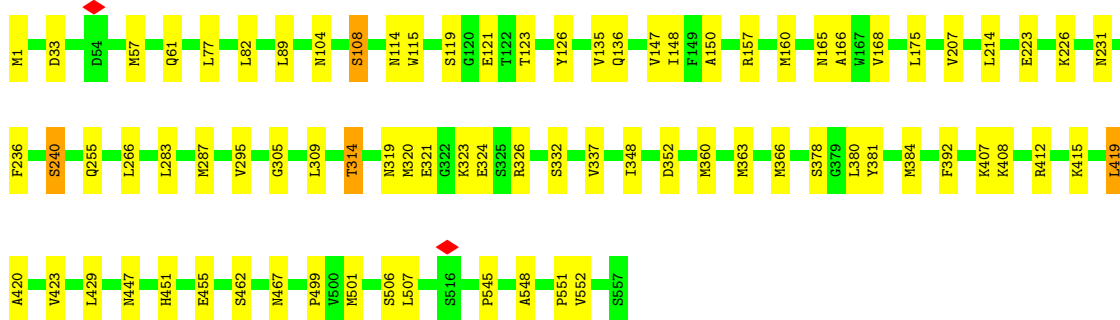 M1 D33 D54 M57 Q61 L77 L82 L89 N104 S108 N114 W115 S119 G120 E121 T122 T123 Y126 V135 Q136 V147 I148 F149 A150 R157 M160 N165 A166 W167 V168 L175 V207 L214 E223 K226 N231
F236 S240 Q255 L266 L283 M287 V295 G305 L309 T314 N319 M320 E321 G322 K323 E324 S325 R326 S332 V337 I348 D352 M360 M363 M366 S378 G379 L380 Y381 M384 F392 K407 K408 R412 K415 L419
A420 V423 L429 N447 H451 E455 S462 N467 P499 V500 M501 S506 L507 S516 P545 A548 P551 V552 S557